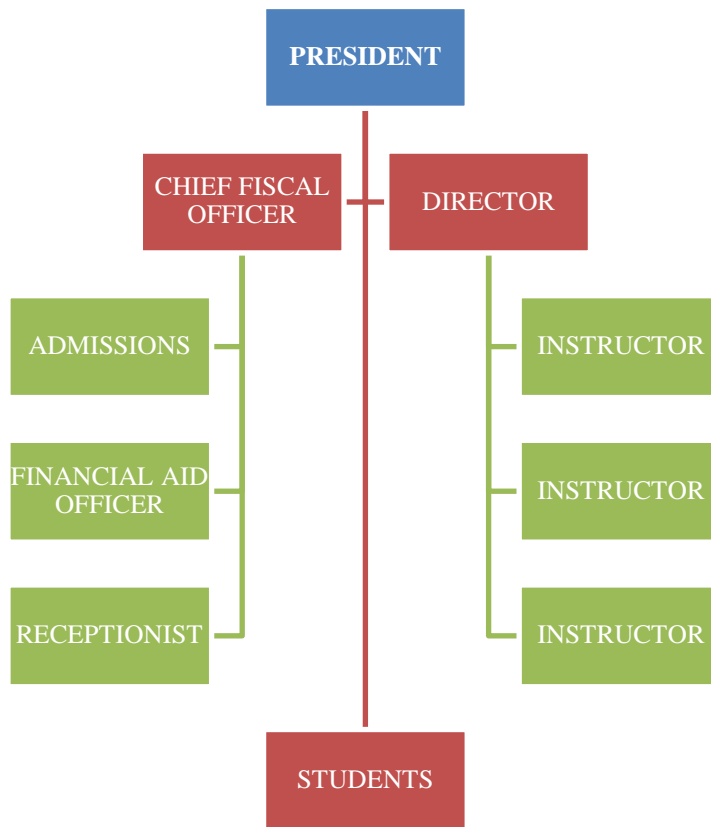 PRESIDENT
CHIEF FISCAL
OFFICER
DIRECTOR
ADMISSIONS
INSTRUCTOR
FINANCIAL AID
OFFICER
INSTRUCTOR
RECEPTIONIST
INSTRUCTOR
STUDENTS